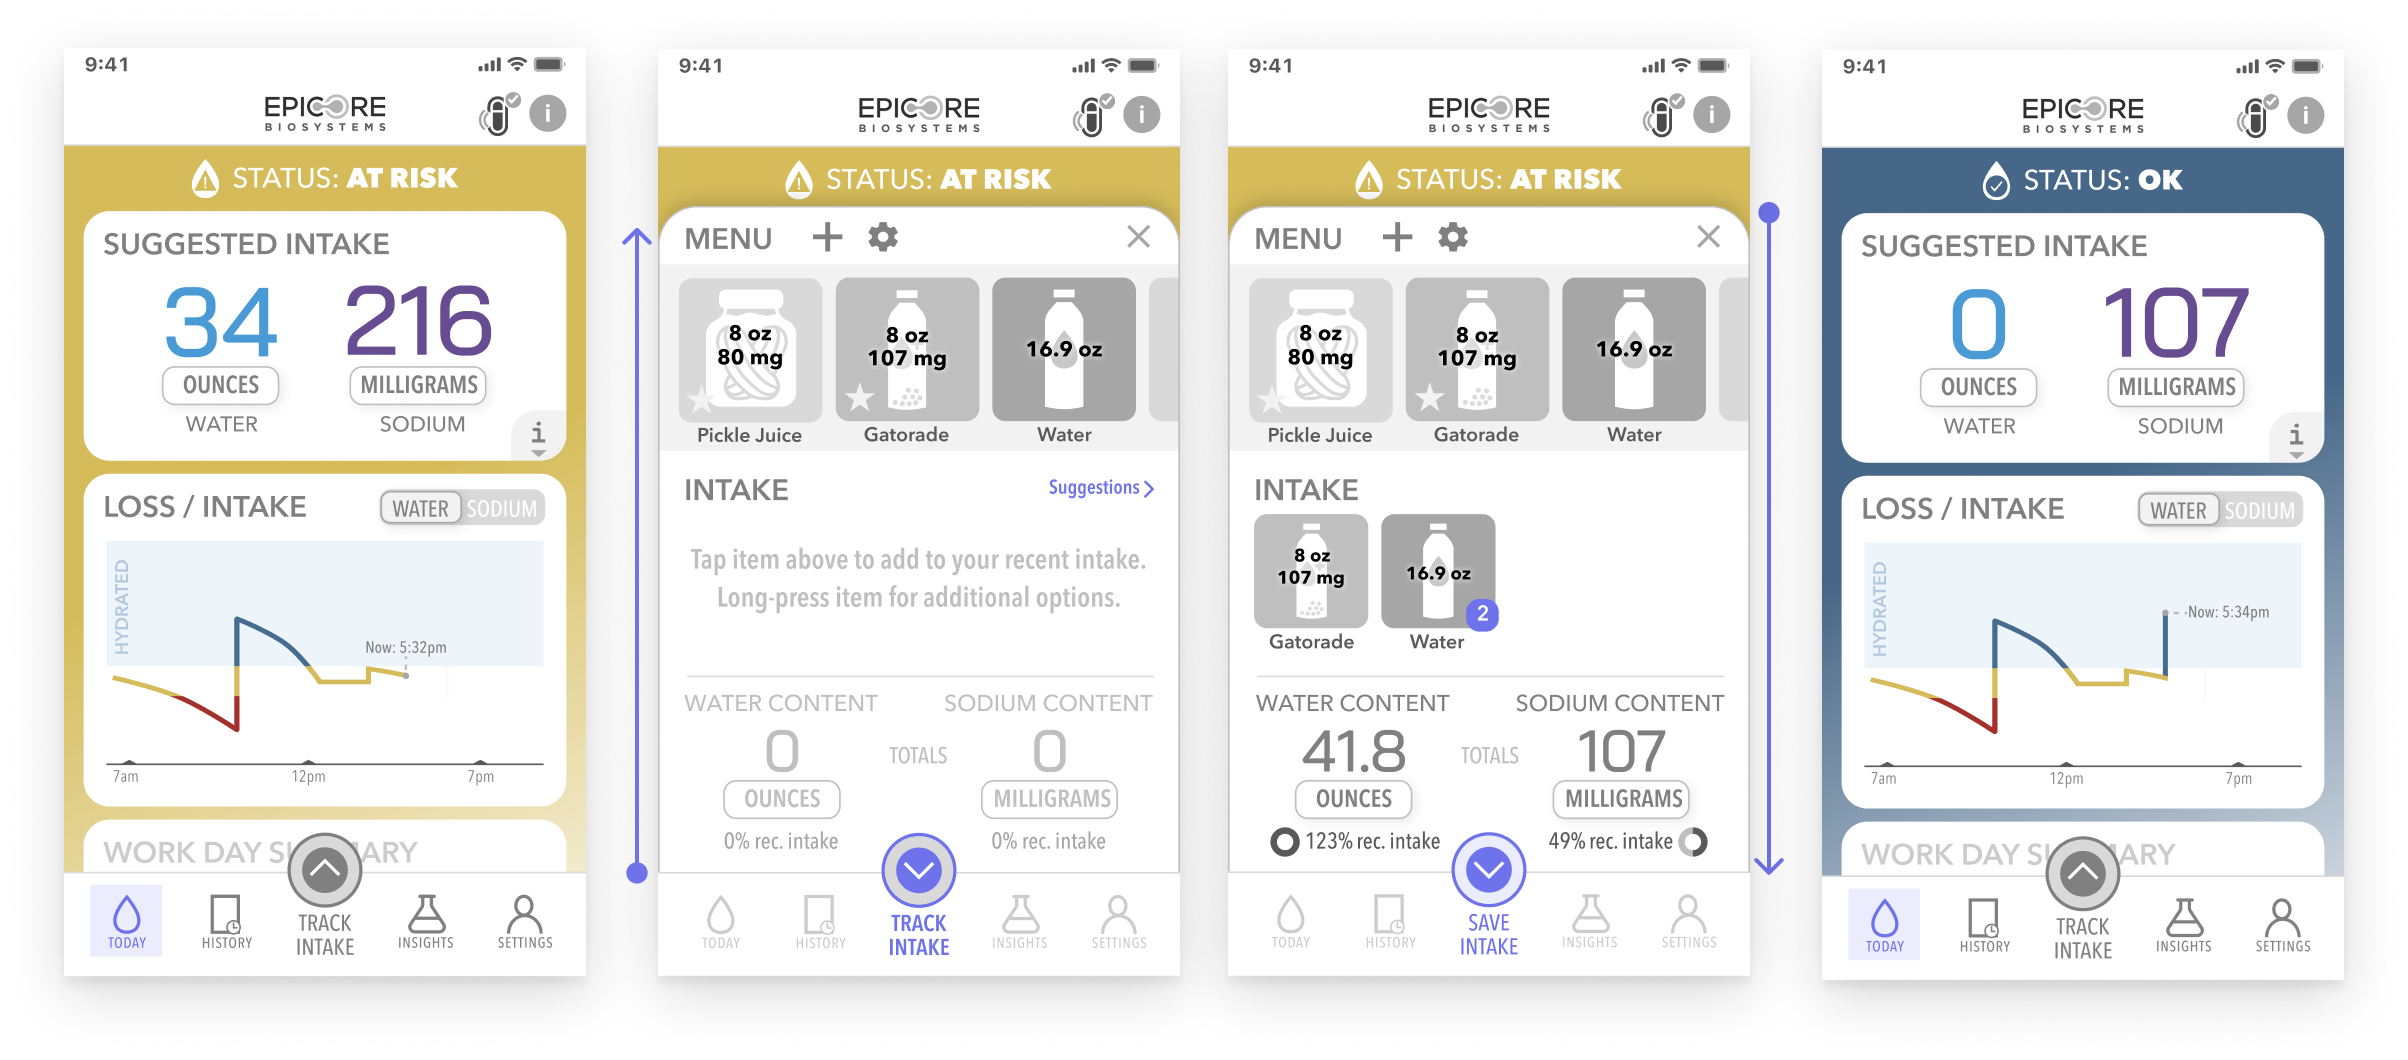 9:41
EPICORE
BIOSYSTEMS
i
STATUS: AT RISK
SUGGESTED INTAKE
34 216
OUNCES MILLIGRAMS
WATER SODIUM
i
LOSS / INTAKE WATER SODIUM
HYDRATED
Now: 5:32pm
7am 12pm 7pm
WORK DAY SUMMARY
TODAY
HISTORY
TRACK
INTAKE
INSIGHTS
SETTINGS
9:41
EPICORE
BIOSYSTEMS
i
STATUS: AT RISK
MENU
8 oz
80 mg
8 oz
107 mg
16.9 oz
Pickle Juice Gatorade Water
INTAKE Suggestions
Tap item above to add to your recent intake.
Long-press item for additional options.
WATER CONTENT SODIUM CONTENT
0 TOTALS 0
OUNCES MILLIGRAMS
0% rec. intake 0% rec. intake
TODAY
HISTORY
TRACK
INTAKE
INSIGHTS
SETTINGS
9:41
EPICORE
BIOSYSTEMS
i
STATUS: AT RISK
MENU
8 oz
80 mg
8 oz
107 mg
16.9 oz
Pickle Juice Gatorade Water
INTAKE
8 oz
107 mg
16.9 oz
2
Gatorade Water
WATER CONTENT SODIUM CONTENT
41.8 TOTALS 107
OUNCES MILLIGRAMS
123% rec. intake 49% rec. intake
TODAY
HISTORY
SAVE
INTAKE
INSIGHTS
SETTINGS
9:41
EPICORE
BIOSYSTEMS
i
STATUS: OK
SUGGESTED INTAKE
0 107
OUNCES MILLIGRAMS
WATER SODIUM
i
LOSS / INTAKE WATER SODIUM
HYDRATED
Now: 5:34pm
7am 12pm 7pm
WORK DAY SUMMARY
TODAY
HISTORY
TRACK
INTAKE
INSIGHTS
SETTINGS